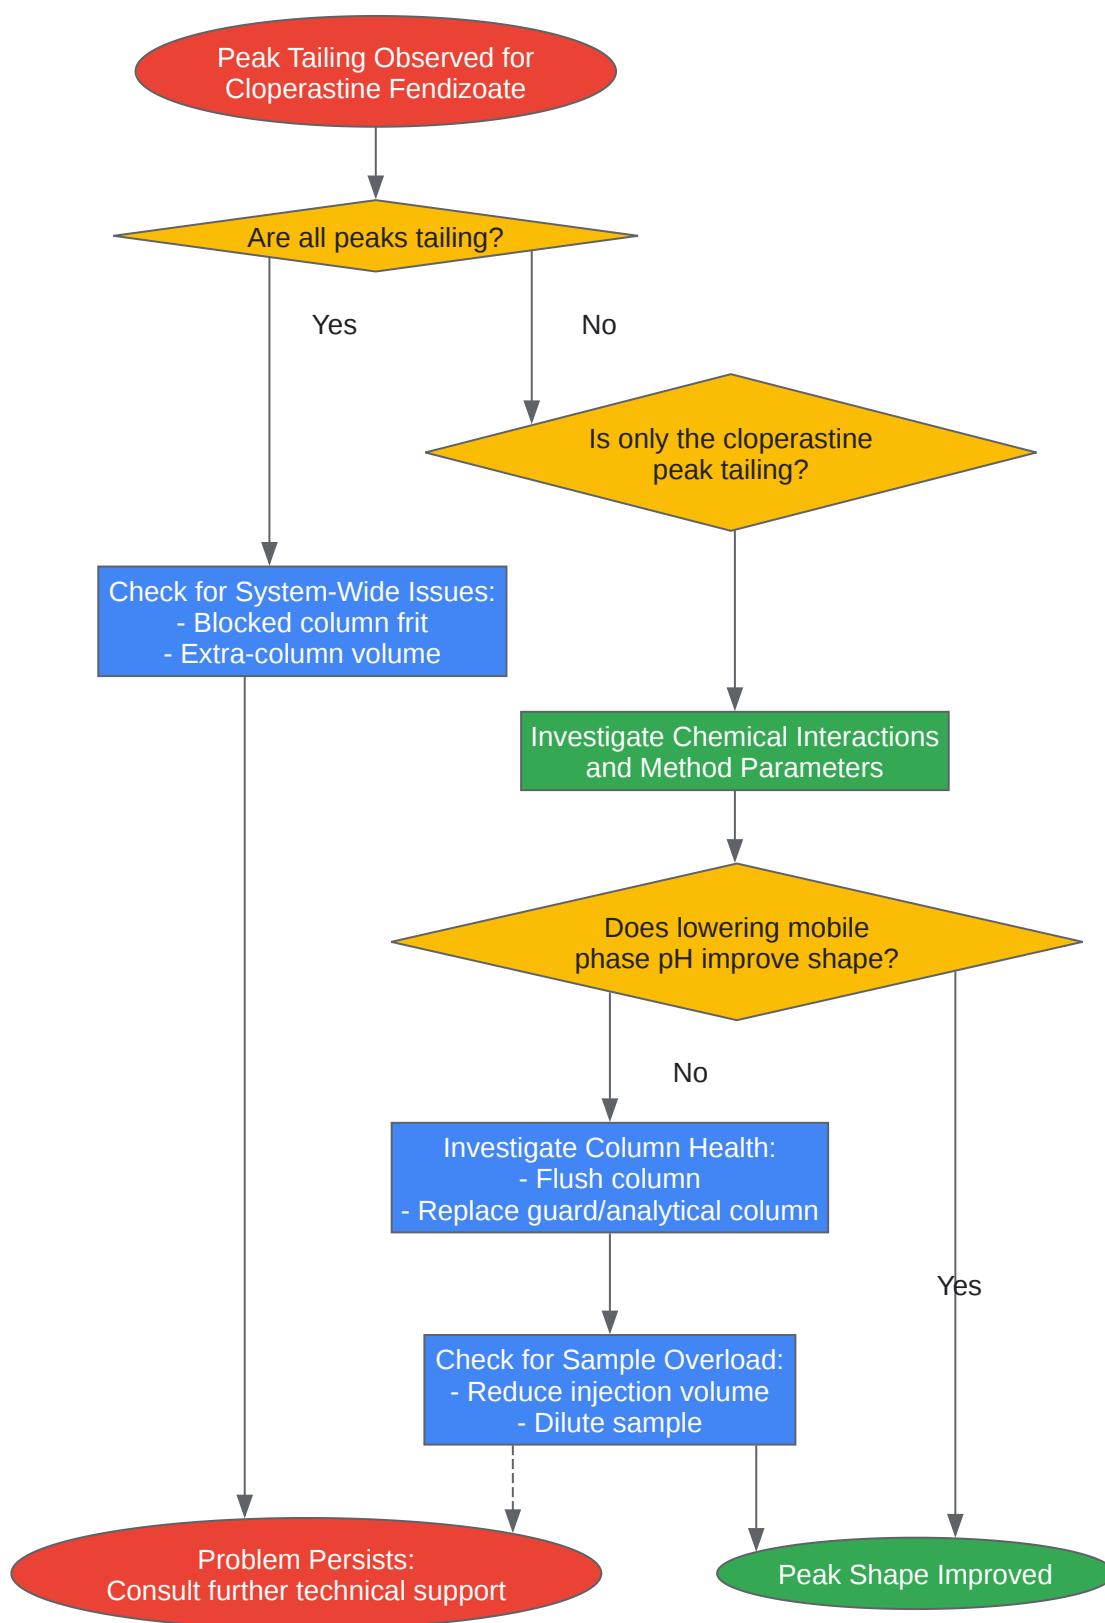 Peak Tailing Observed for
Cloperastine Fendizoate
Are all peaks tailing?
Yes
No
Is only the cloperastine
peak tailing?
Check for System-Wide Issues:
- Blocked column frit
- Extra-column volume
Investigate Chemical Interactions
and Method Parameters
Does lowering mobile
phase pH improve shape?
No
Investigate Column Health:
- Flush column
- Replace guard/analytical column
Yes
Check for Sample Overload:
- Reduce injection volume
- Dilute sample
Problem Persists:
Consult further technical support
Peak Shape Improved